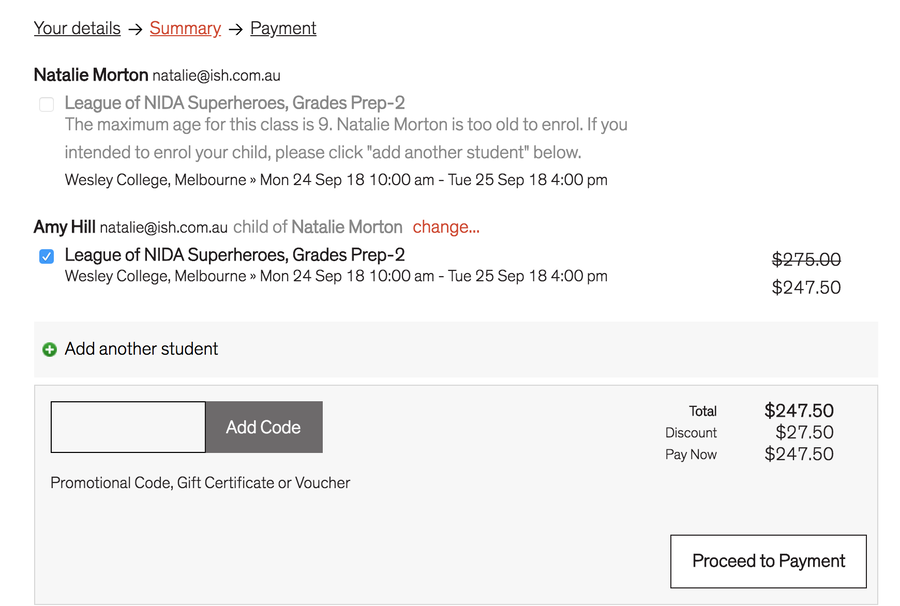 Your details → Summary → Payment
Natalie Morton natalie@ish.com.au
League of NIDA Superheroes, Grades Prep-2
The maximum age for this class is 9. Natalie Morton is too old to enrol. If you
intended to enrol your child, please click "add another student" below.
Wesley College, Melbourne » Mon 24 Sep 18 10:00 am - Tue 25 Sep 18 4:00 pm
Amy Hill natalie@ish.com.au child of Natalie Morton change...
League of NIDA Superheroes, Grades Prep-2
$275.00
Wesley College, Melbourne » Mon 24 Sep 18 10:00 am - Tue 25 Sep 18 4:00 pm
$247.50
Add another student
Add Code
Promotional Code, Gift Certificate or Voucher
Total $247.50
Discount $27.50
Pay Now $247.50
Proceed to Payment